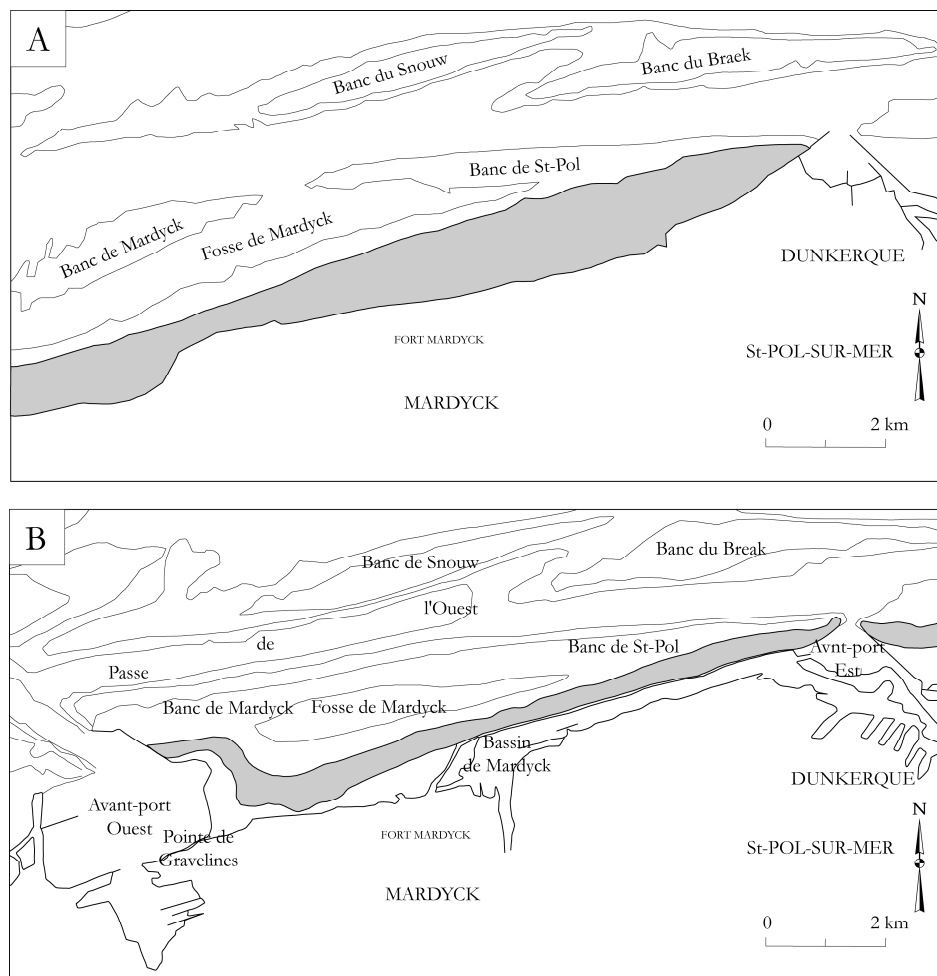 A
Banc du Snouw
Banc du Braek
Banc de St-Pol
Banc de Mardyck
Fosse de Mardyck
DUNKERQUE
N
FORT MARDYCK
St-POL-SUR-MER
MARDYCK
0 2 km
B
Banc de Snouw
Banc du Break
l'Ouest
de
Passe
Banc de St-Pol
Avnt-port
Est
Banc de Mardyck
Fosse de Mardyck
Bassin
de Mardyck
DUNKERQUE
Avant-port
Ouest
Pointe de
Gravelines
N
FORT MARDYCK
St-POL-SUR-MER
MARDYCK
0 2 km